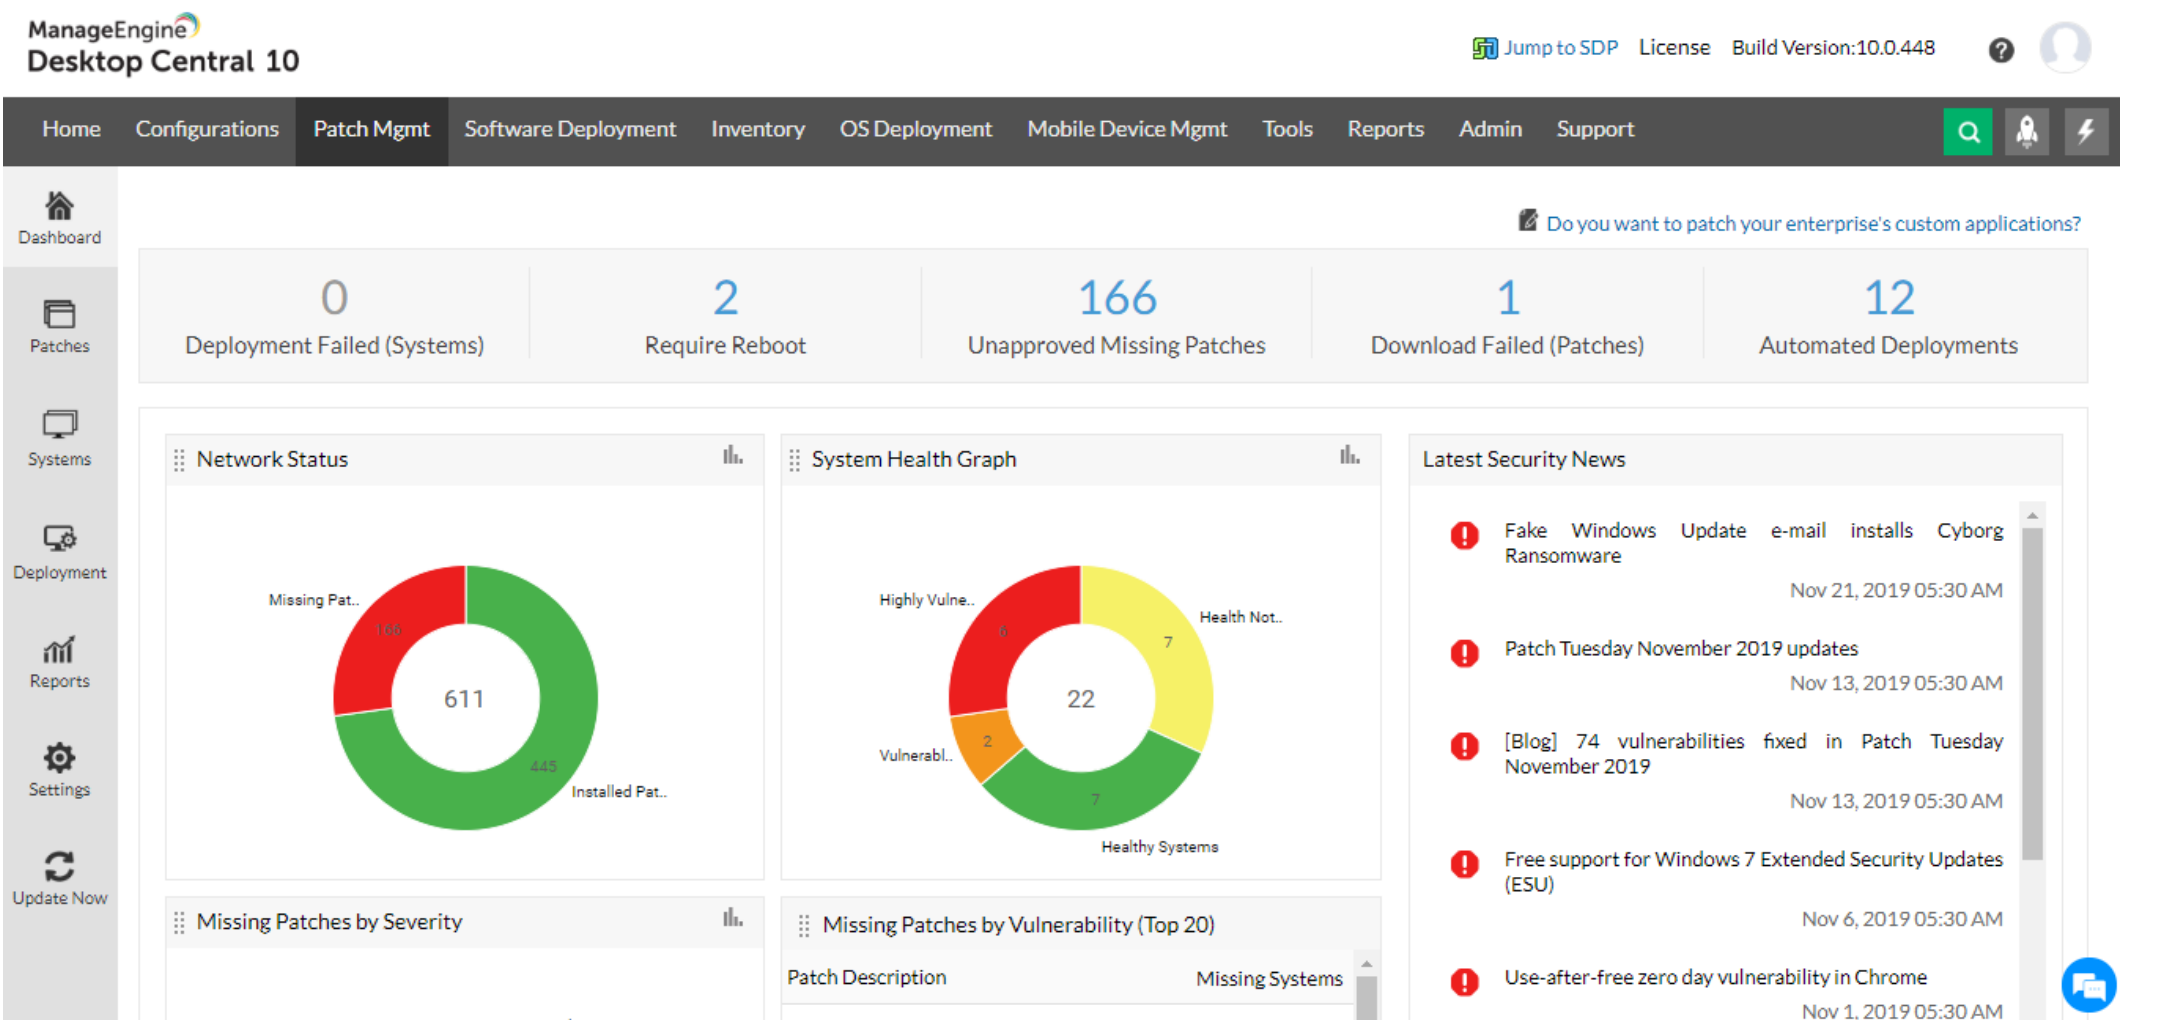 ManageEngine
Desktop Central 10
Jump to SDP License Build Version:10.0.448
Home Configurations Patch Mgmt Software Deployment Inventory OS Deployment Mobile Device Mgmt Tools Reports Admin Support
Dashboard
Patches
Systems
Deployment
Reports
Settings
Update Now
Do you want to patch your enterprise's custom applications?
0 2 166 1 12
Deployment Failed (Systems) Require Reboot Unapproved Missing Patches Download Failed (Patches) Automated Deployments
Network Status
Missing Pat..
166
611
445
Installed Pat..
System Health Graph
Highly Vulne..
6
Health Not..
7
22
Vulnerabl..
2
7
Healthy Systems
Latest Security News
Fake Windows Update e-mail installs Cyborg
Ransomware
Nov 21, 2019 05:30 AM
Patch Tuesday November 2019 updates
Nov 13, 2019 05:30 AM
[Blog] 74 vulnerabilities fixed in Patch Tuesday
November 2019
Nov 13, 2019 05:30 AM
Free support for Windows 7 Extended Security Updates
(ESU)
Nov 6, 2019 05:30 AM
Use-after-free zero day vulnerability in Chrome
Nov 1, 2019 05:30 AM
Missing Patches by Severity
Missing Patches by Vulnerability (Top 20)
Patch Description Missing Systems